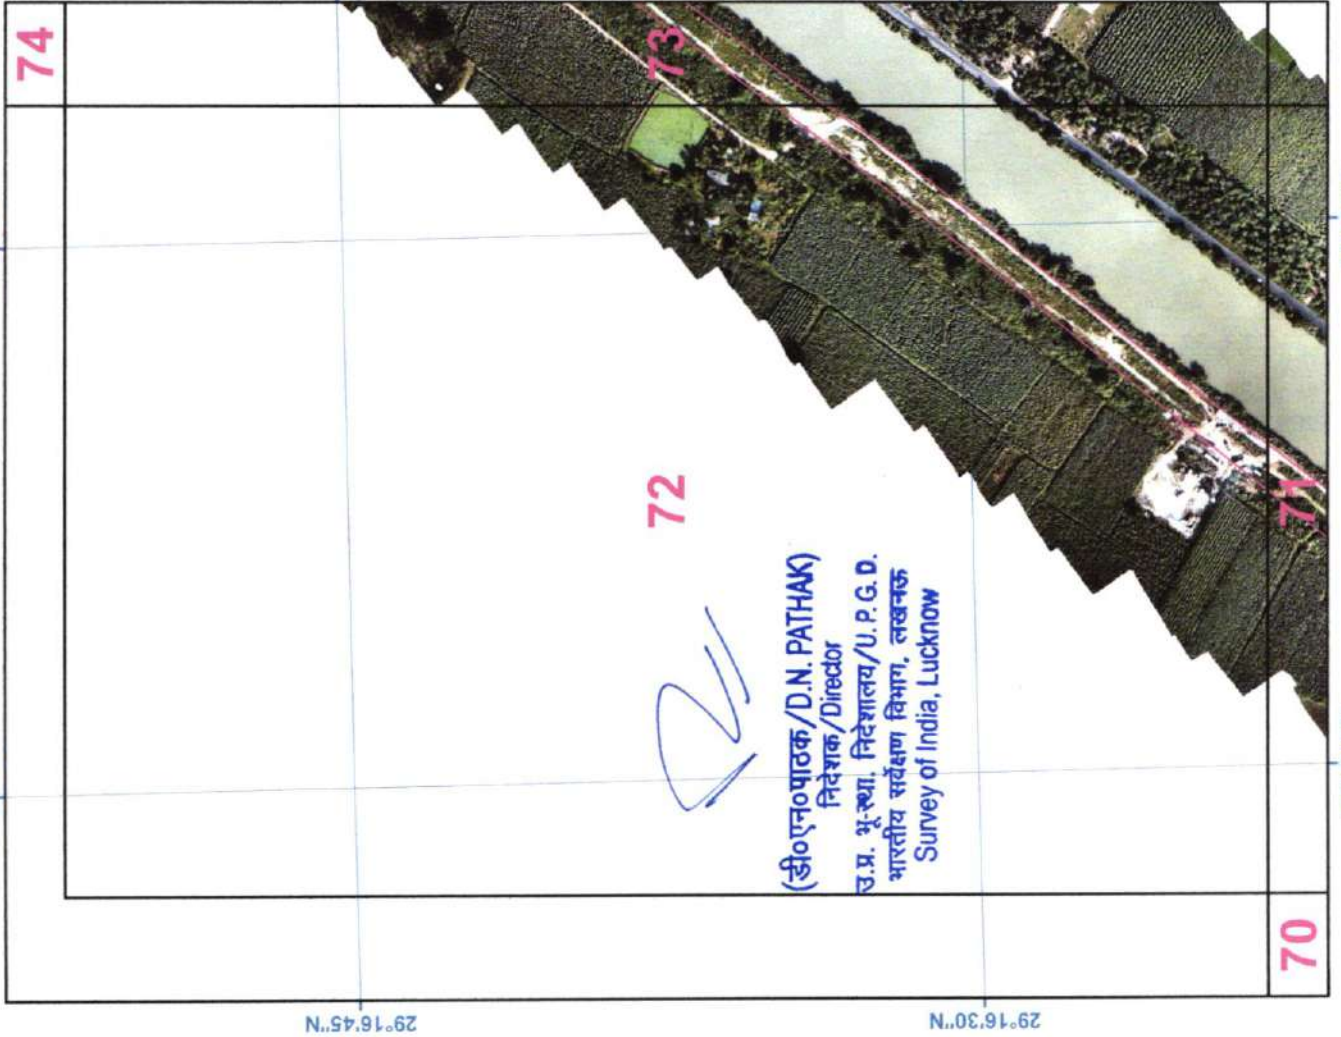 74
73
72
(डी०एन०पाठक/D.N. PATHAK)
निदेशक/Director
उ.प्र. भू-स्था. निदेशालय/U.P.G.D.
भारतीय सर्वेक्षण विभाग, लखनऊ
Survey of India, Lucknow
71
70
29°16'45"N
29°16'30"N